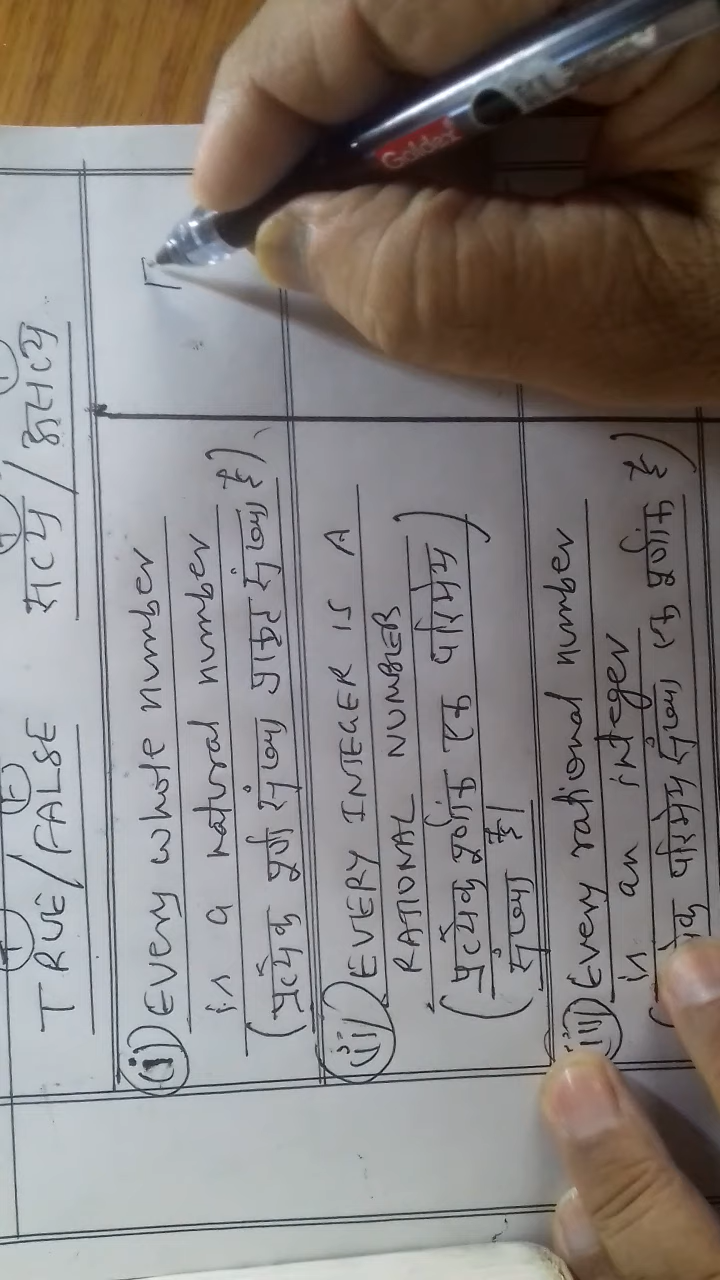 T F T
TRUE/FALSE सत्य/असत्य
(i) Every whole number
is a natural number
(प्रत्येक पूर्ण संख्या प्राकृत संख्या है).
(ii) EVERY INTEGER IS A
RATIONAL NUMBER
(प्रत्येक पूर्णांक एक परिमेय)
संख्या है।
(iii) Every rational number
is an integer
परिमेय संख्या एक पूर्णांक है)
Goldex